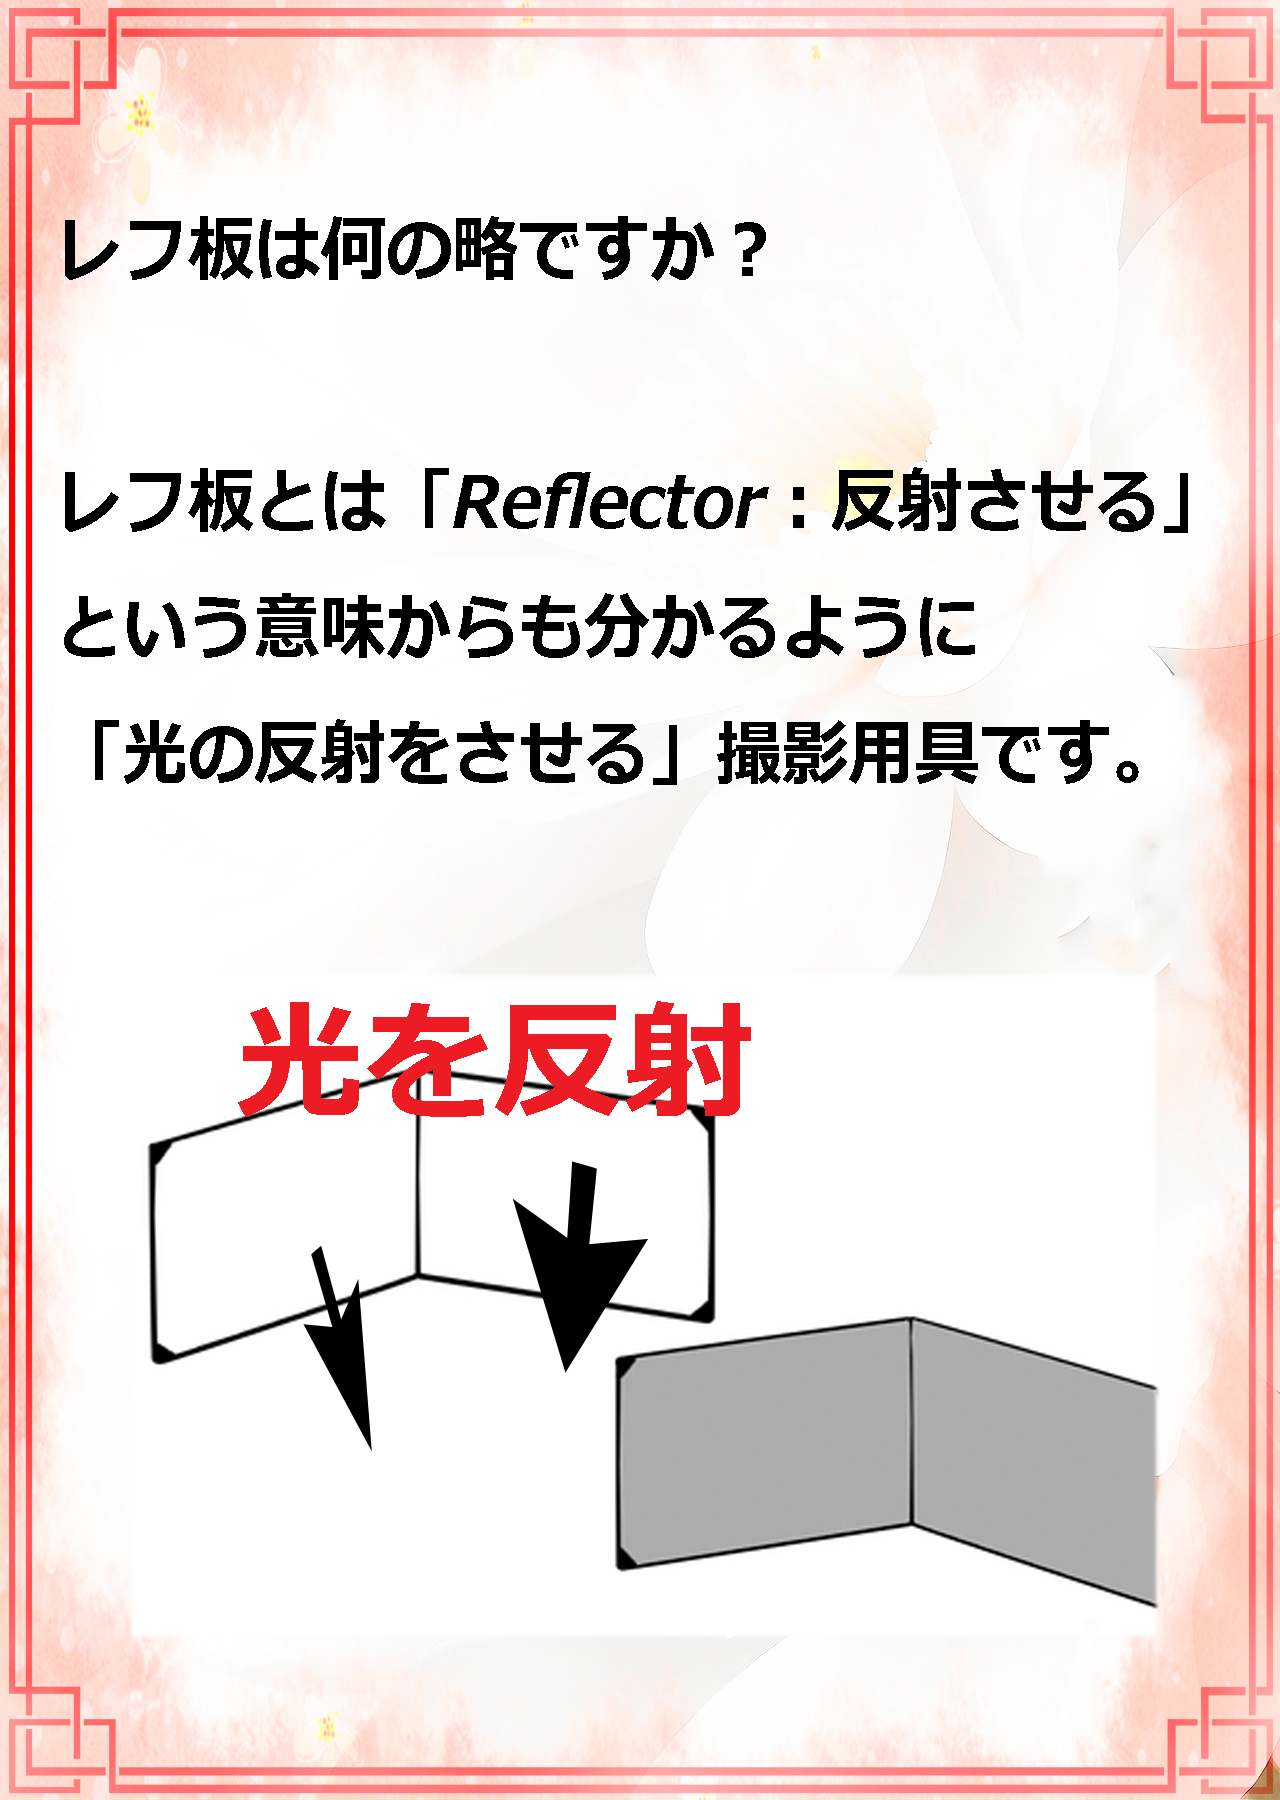 レフ板は何の略ですか？
レフ板とは「Reflector：反射させる」
という意味からも分かるように
「光の反射をさせる」撮影用具です。
光を反射